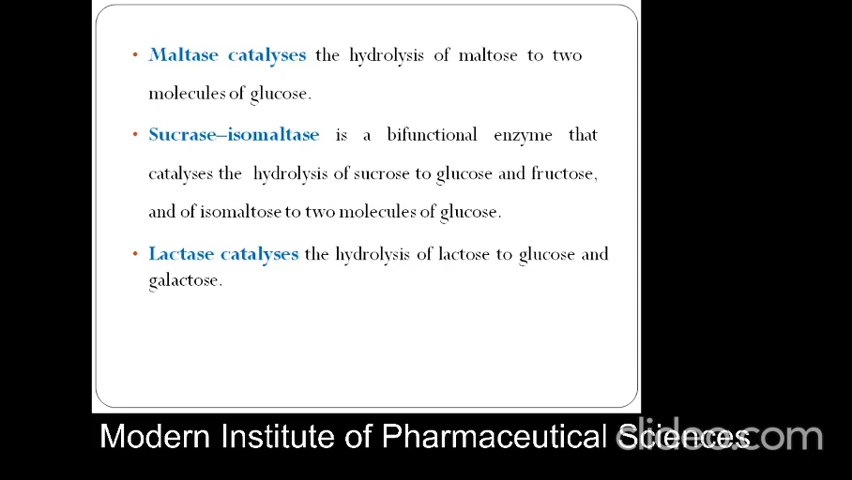 • Maltase catalyses the hydrolysis of maltose to two
molecules of glucose.
• Sucrase–isomaltase is a bifunctional enzyme that
catalyses the hydrolysis of sucrose to glucose and fructose,
and of isomaltose to two molecules of glucose.
• Lactase catalyses the hydrolysis of lactose to glucose and
galactose.
Modern Institute of Pharmaceutical Sciences
clideo.com